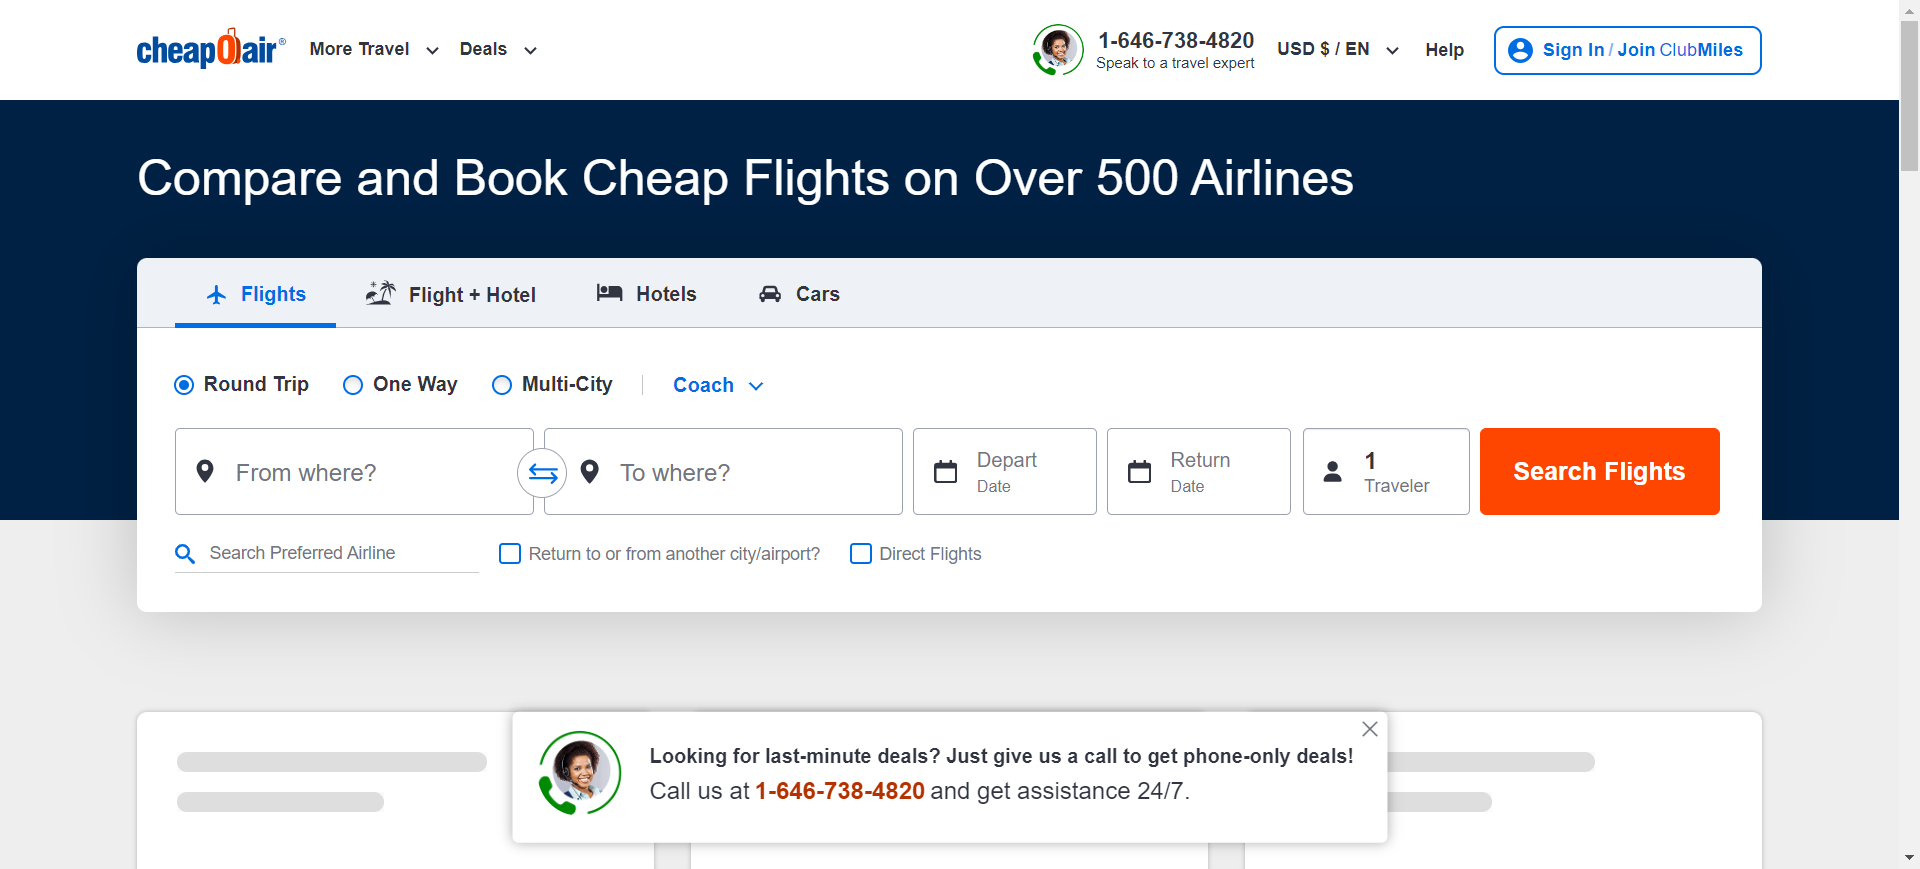 cheapOair®
More Travel
Deals
1-646-738-4820
Speak to a travel expert
USD $ / EN
Help
Sign In / Join ClubMiles
Compare and Book Cheap Flights on Over 500 Airlines
Flights
Flight + Hotel
Hotels
Cars
Round Trip
One Way
Multi-City
Coach
From where?
To where?
Depart
Date
Return
Date
1
Traveler
Search Flights
Search Preferred Airline
Return to or from another city/airport?
Direct Flights
Looking for last-minute deals? Just give us a call to get phone-only deals!
Call us at 1-646-738-4820 and get assistance 24/7.